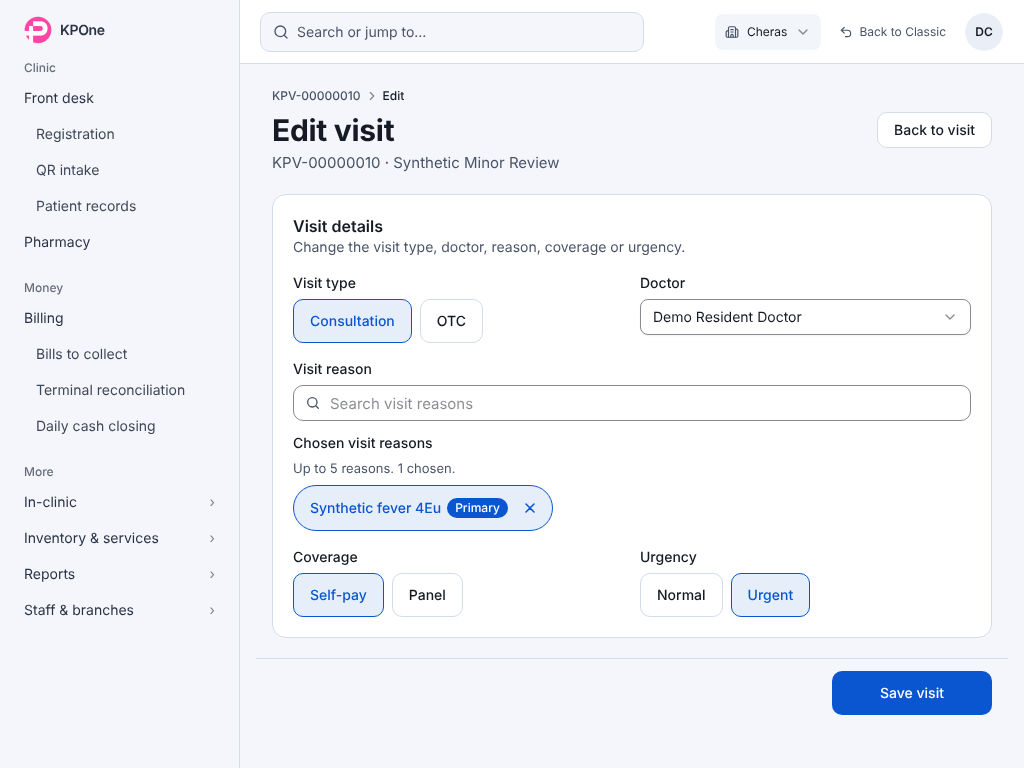 KPOne
Clinic
Front desk
Registration
QR intake
Patient records
Pharmacy
Money
Billing
Bills to collect
Terminal reconciliation
Daily cash closing
More
In-clinic
Inventory & services
Reports
Staff & branches
Search or jump to...
Cheras
Back to Classic
DC
KPV-00000010 > Edit
Edit visit
Back to visit
KPV-00000010 · Synthetic Minor Review
Visit details
Change the visit type, doctor, reason, coverage or urgency.
Visit type
Consultation
OTC
Doctor
Demo Resident Doctor
Visit reason
Search visit reasons
Chosen visit reasons
Up to 5 reasons. 1 chosen.
Synthetic fever 4Eu Primary
Coverage
Self-pay
Panel
Urgency
Normal
Urgent
Save visit